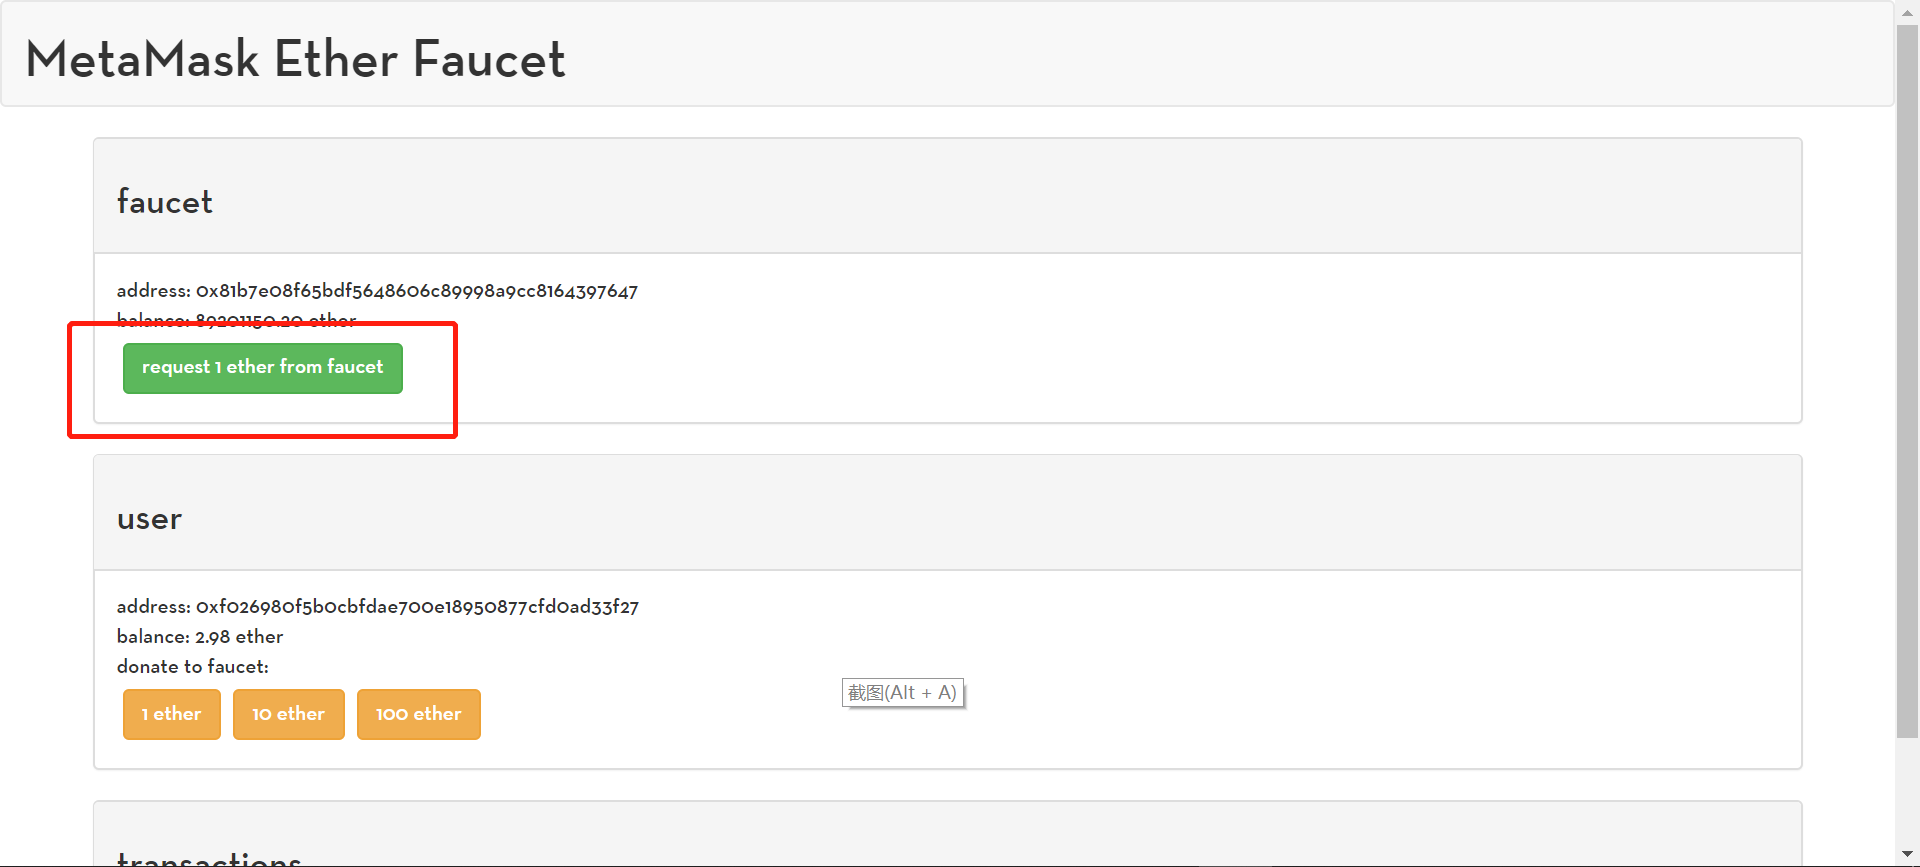 MetaMask Ether Faucet
faucet
address: 0x81b7e08f65bdf5648606c89998a9cc8164397647
balance: 89201150.20 ether
request 1 ether from faucet
user
address: 0xf026980f5b0cbfdae700e18950877cfd0ad33f27
balance: 2.98 ether
donate to faucet:
1 ether 10 ether 100 ether
截图(Alt + A)
transactions